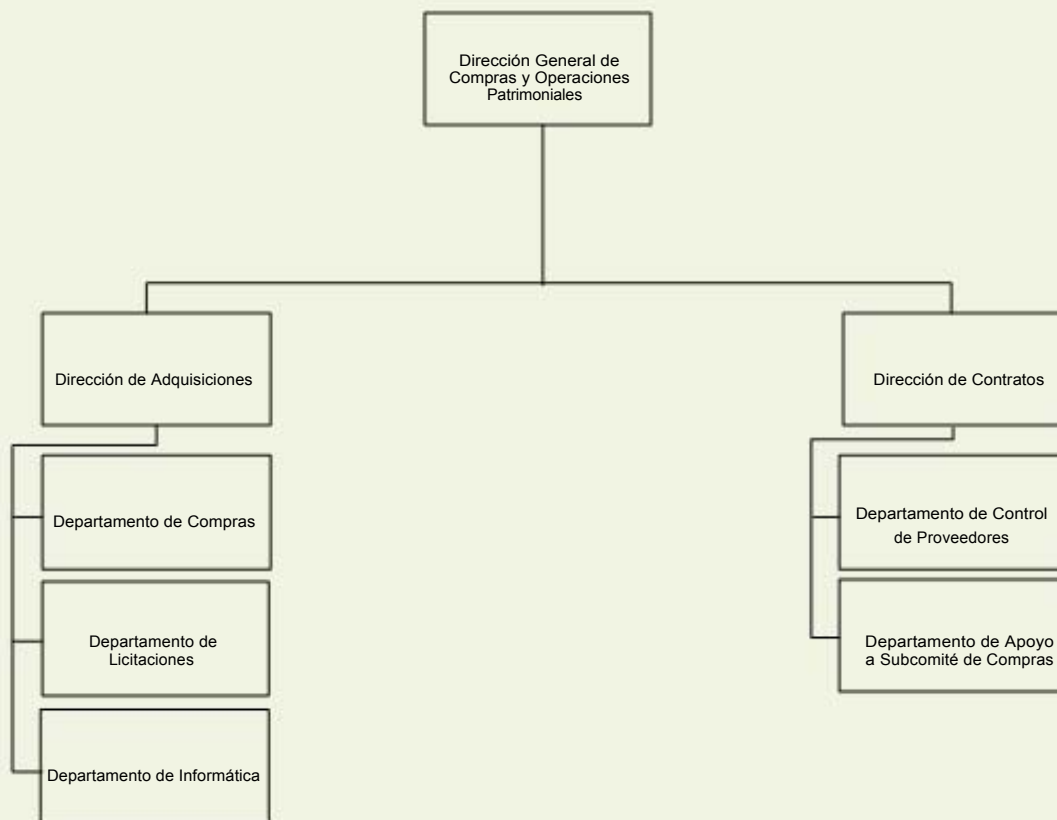 Dirección General de
Compras y Operaciones
Patrimoniales
Dirección de Adquisiciones
Departamento de Compras
Departamento de
Licitaciones
Departamento de Informática
Dirección de Contratos
Departamento de Control
de Proveedores
Departamento de Apoyo
a Subcomité de Compras